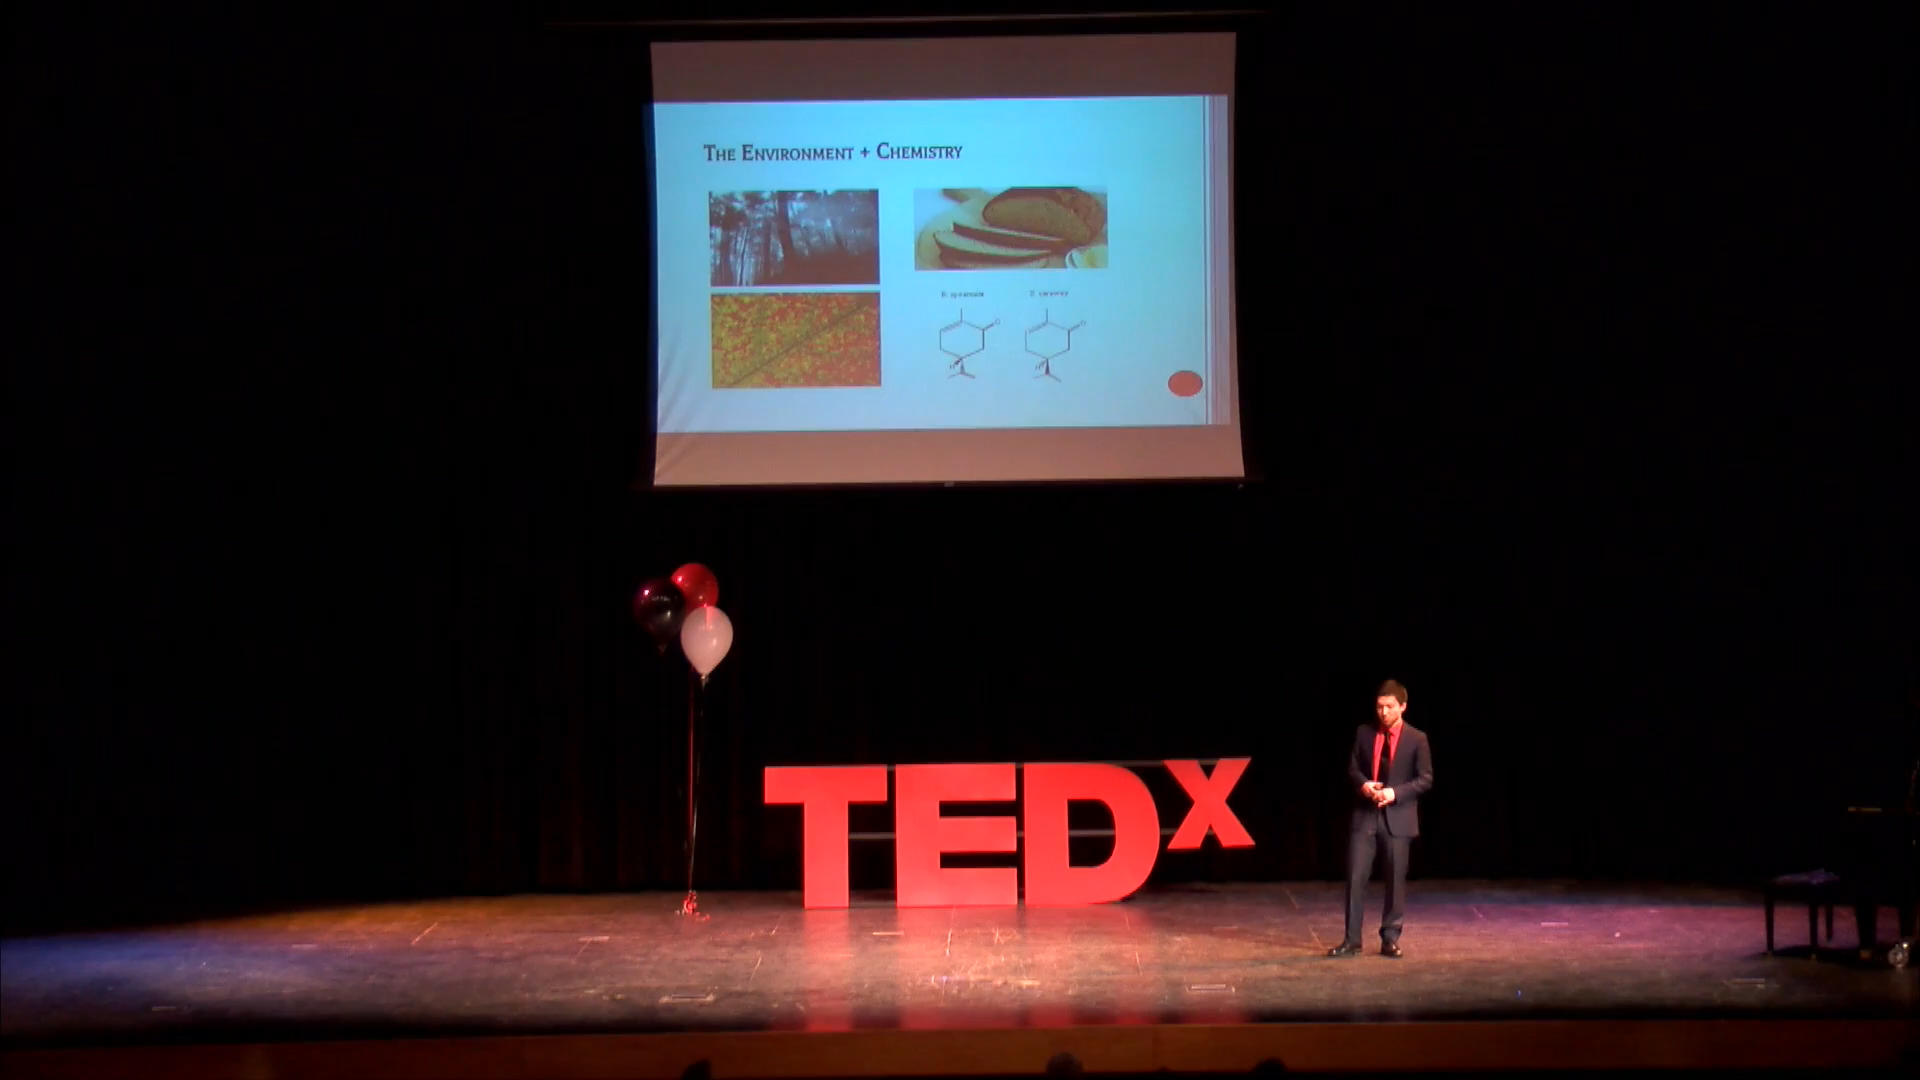 THE ENVIRONMENT + CHEMISTRY
TEDx